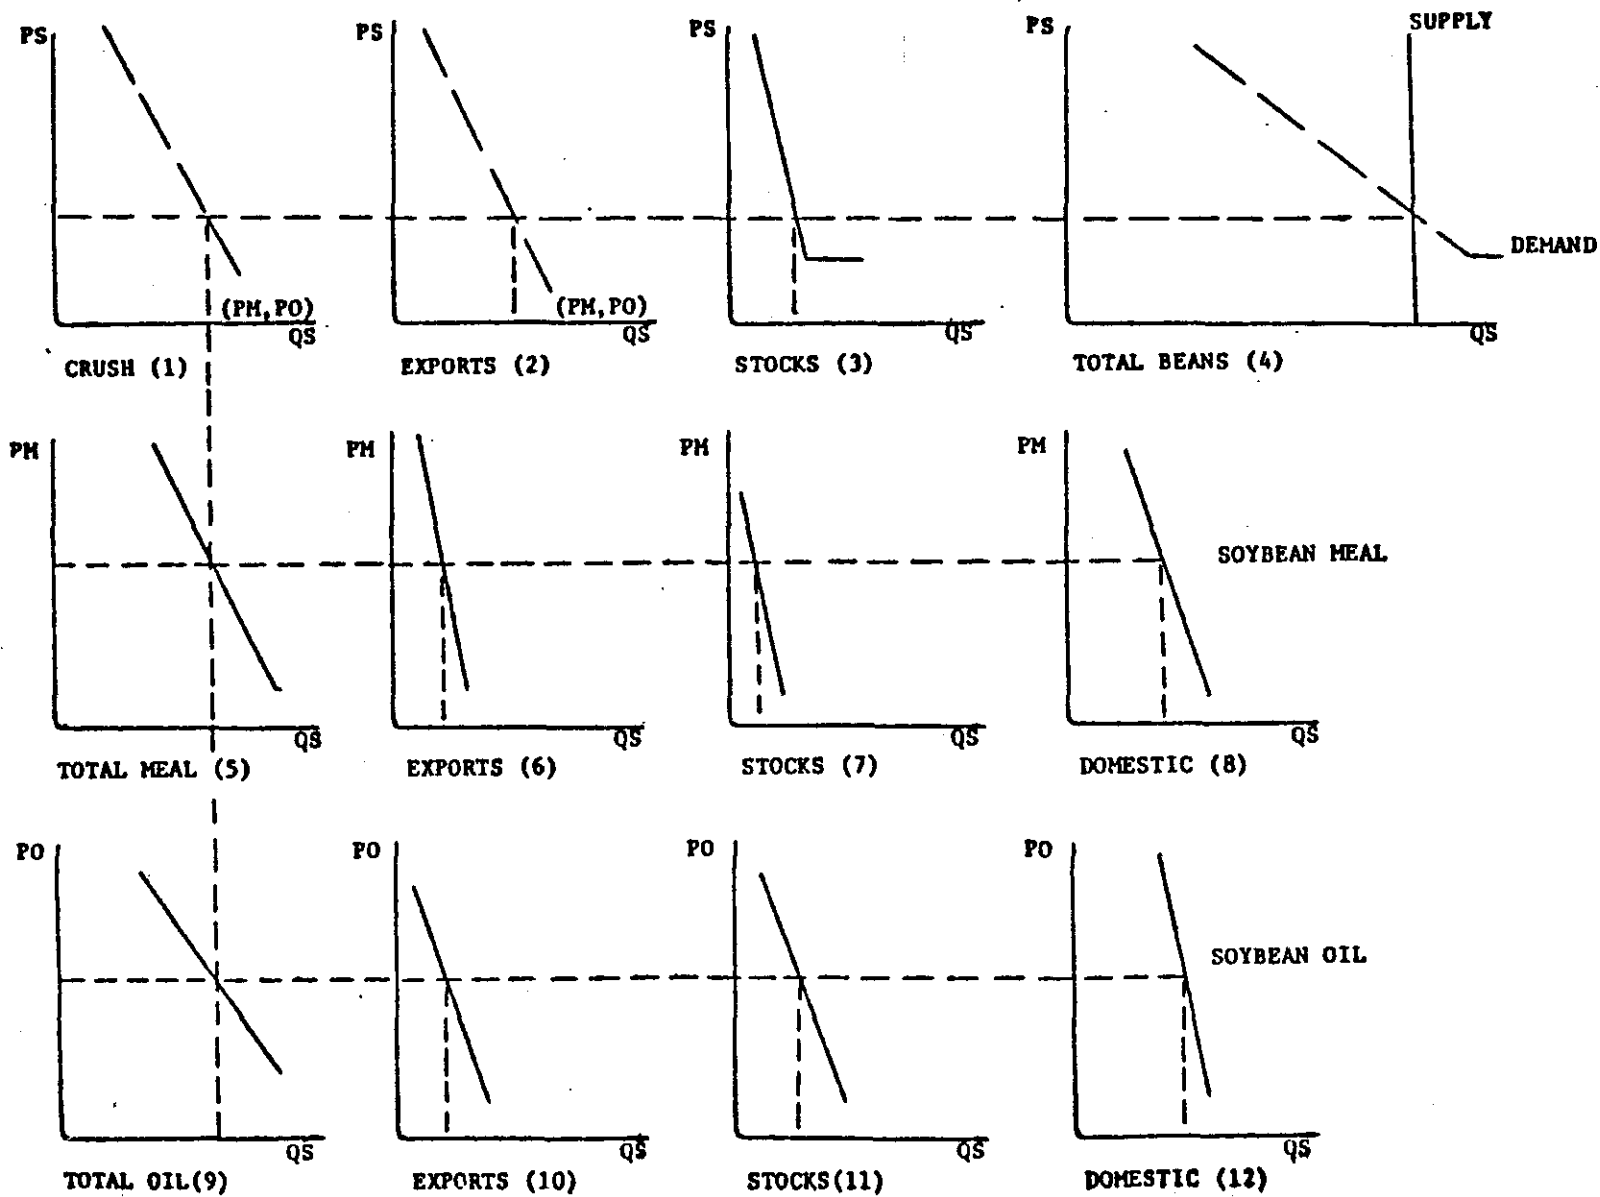 PS
PS
PS
PS
SUPPLY
DEMAND
(PM,PO)
(PM,PO)
QS
QS
QS
QS
CRUSH (1)
EXPORTS (2)
STOCKS (3)
TOTAL BEANS (4)
PM
PM
PM
PM
SOYBEAN MEAL
QS
QS
QS
QS
TOTAL MEAL (5)
EXPORTS (6)
STOCKS (7)
DOMESTIC (8)
PO
PO
PO
PO
SOYBEAN OIL
QS
QS
QS
QS
TOTAL OIL(9)
EXPORTS (10)
STOCKS(11)
DOMESTIC (12)